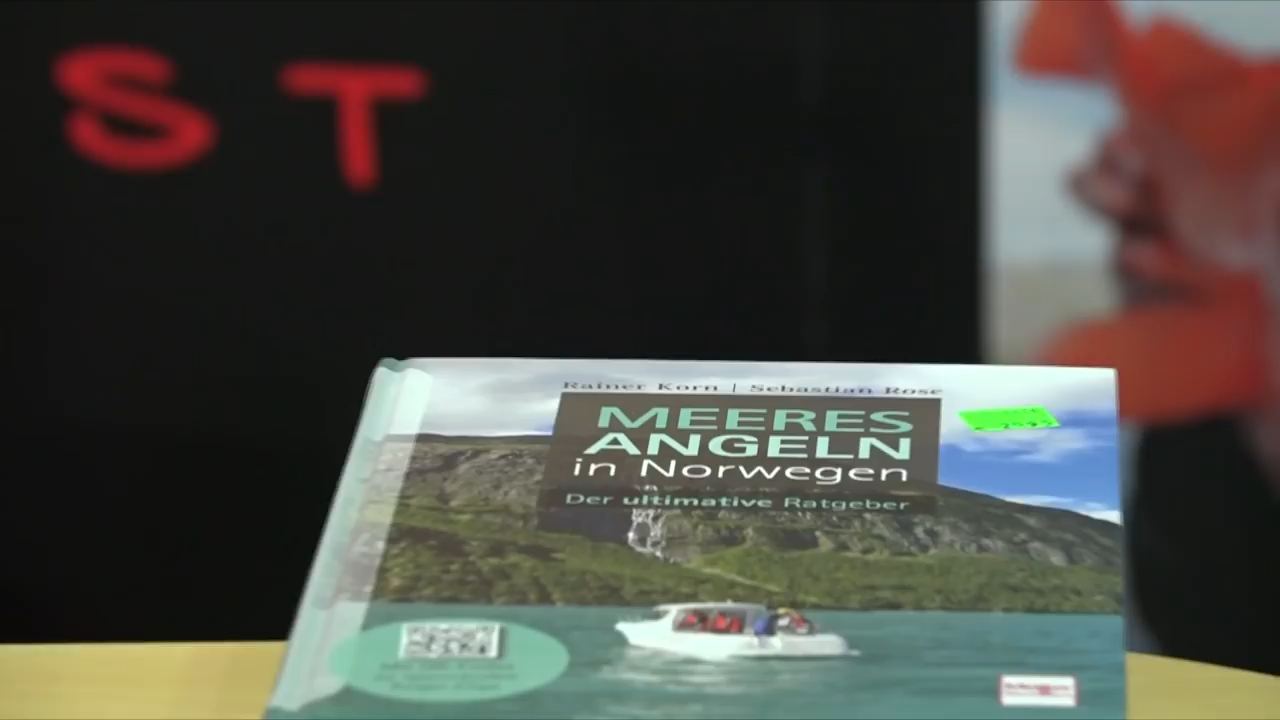 S T
Rainer Korn | Sebastian Rose
MEERES
ANGELN
in Norwegen
Der ultimative Ratgeber